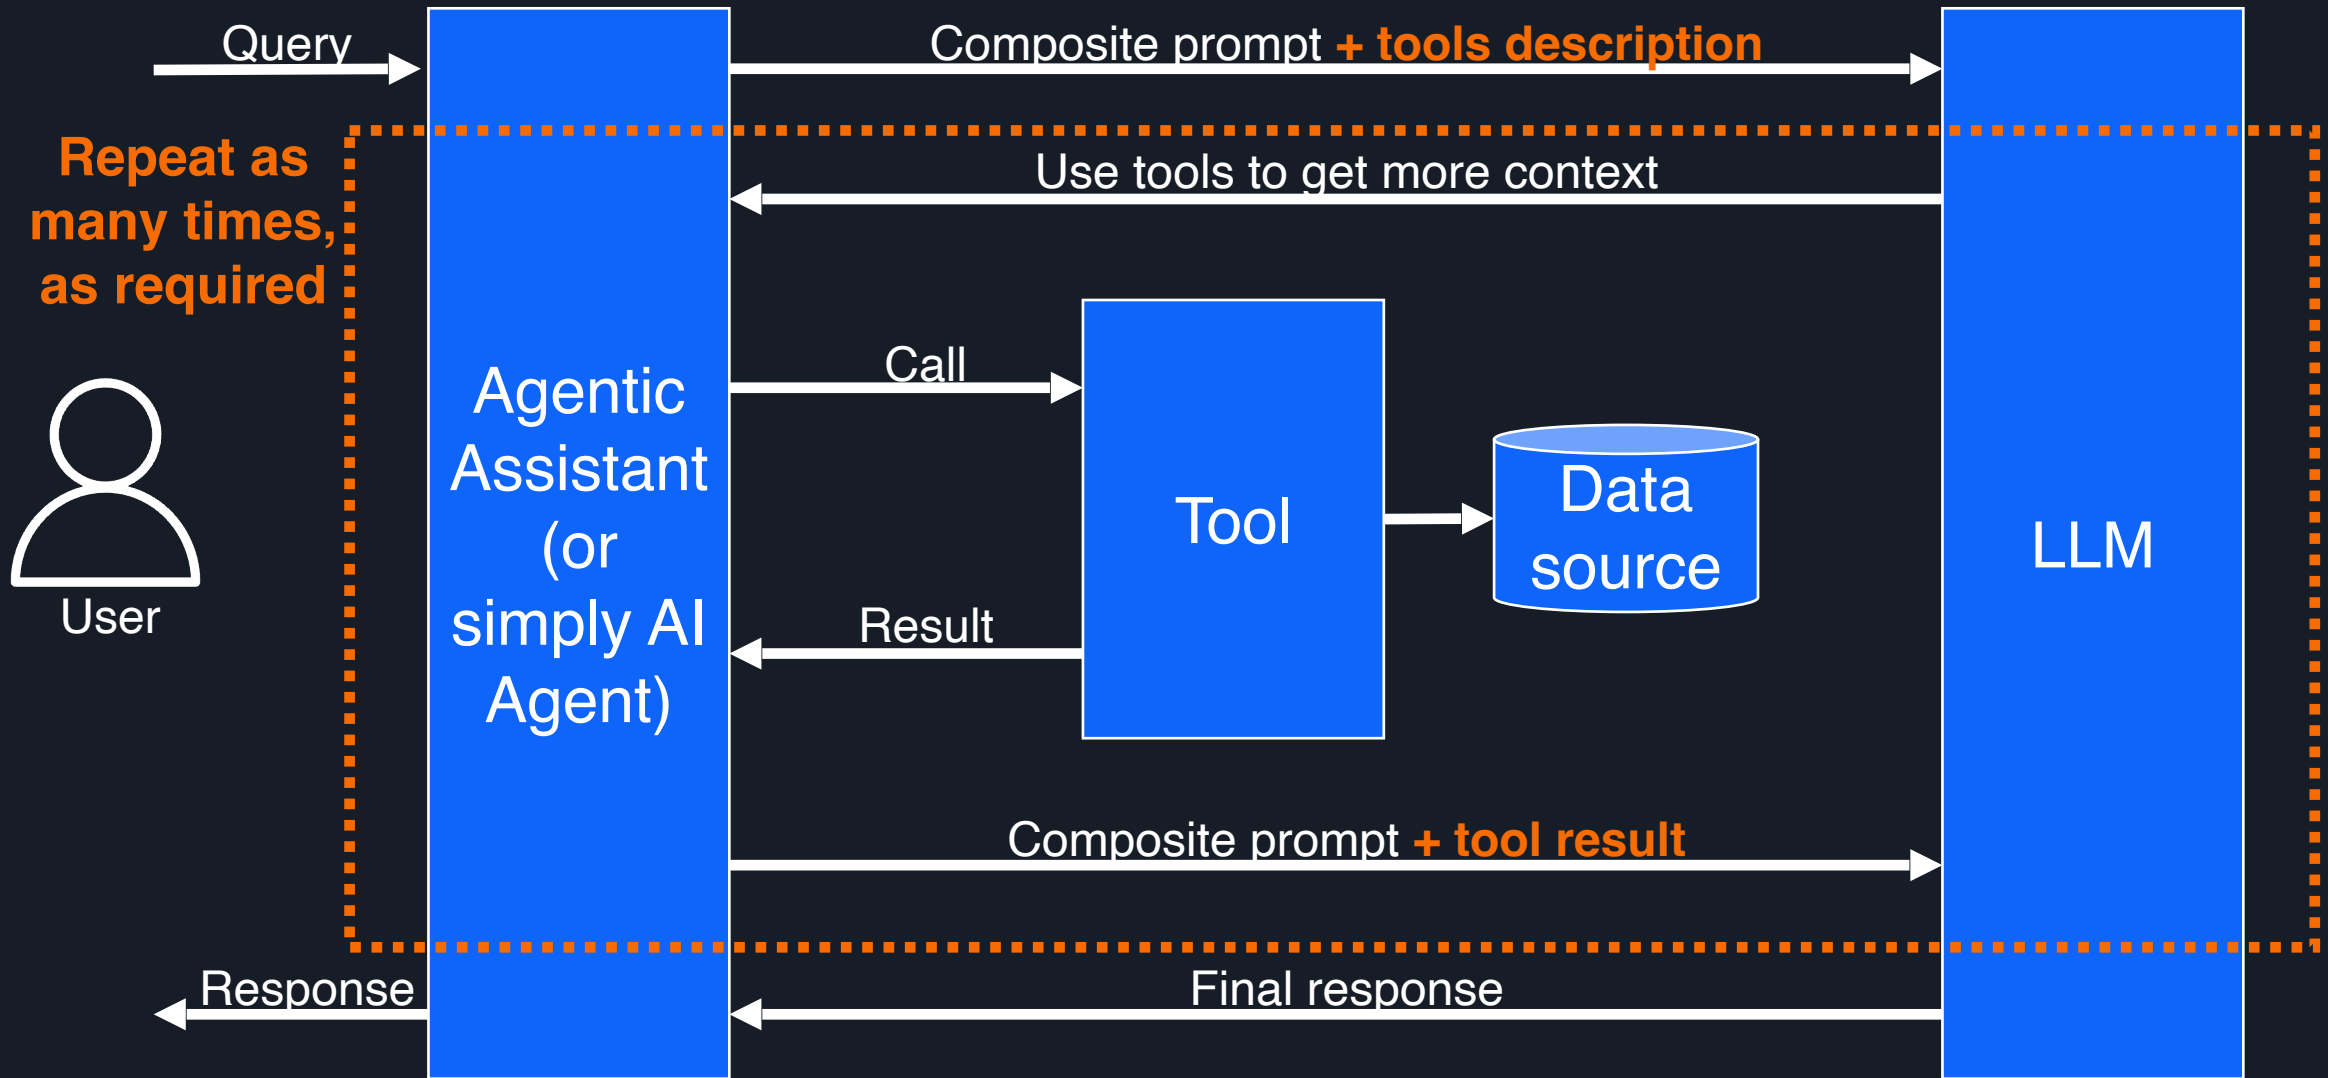 Query
Composite prompt + tools description
Repeat as
many times,
as required
Use tools to get more context
Call
Agentic
Assistant
(or
simply AI
Agent)
Tool
Data
source
LLM
User
Result
Composite prompt + tool result
Response
Final response